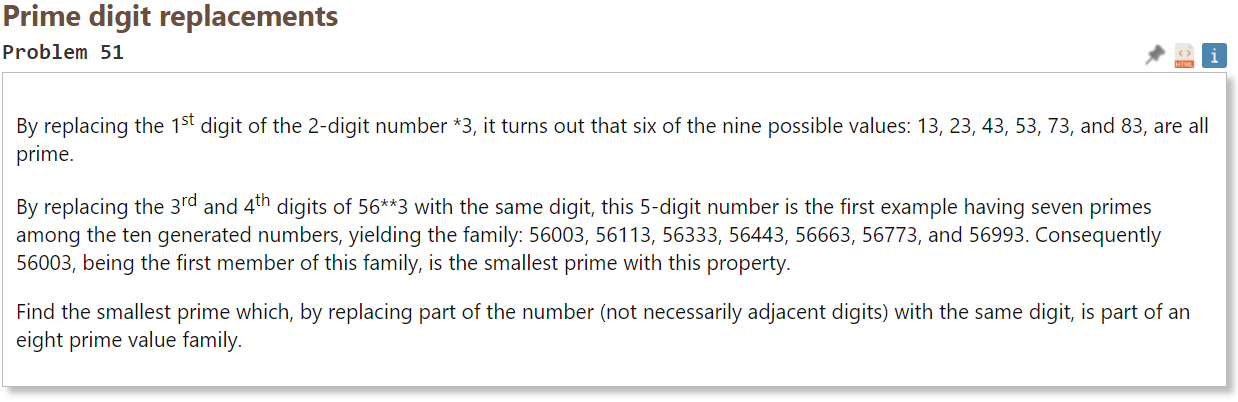 Prime digit replacements
Problem 51
HTML
i
By replacing the 1st digit of the 2-digit number *3, it turns out that six of the nine possible values: 13, 23, 43, 53, 73, and 83, are all
prime.
By replacing the 3rd and 4th digits of 56**3 with the same digit, this 5-digit number is the first example having seven primes
among the ten generated numbers, yielding the family: 56003, 56113, 56333, 56443, 56663, 56773, and 56993. Consequently
56003, being the first member of this family, is the smallest prime with this property.
Find the smallest prime which, by replacing part of the number (not necessarily adjacent digits) with the same digit, is part of an
eight prime value family.